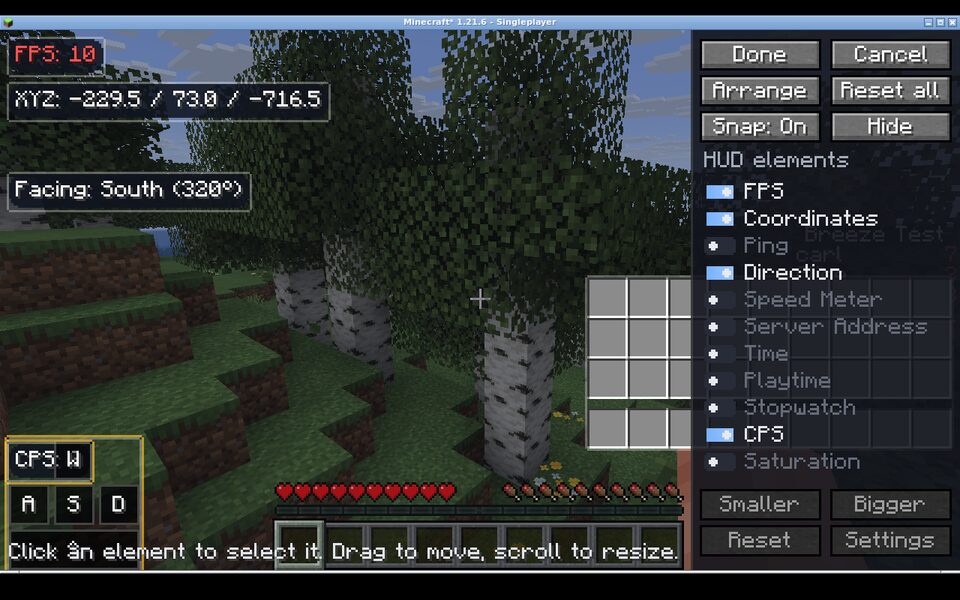 Minecraft* 1.21.6 - Singleplayer
FPS: 10
XYZ: -229.5 / 73.0 / -716.5
Facing: South (320°)
CPS: W
A S D
Click an element to select it. Drag to move, scroll to resize.
Done Cancel
Arrange Reset all
Snap: On Hide
HUD elements
FPS
Coordinates
Ping
Direction
Speed Meter
Server Address
Time
Playtime
Stopwatch
CPS
Saturation
Smaller Bigger
Reset Settings